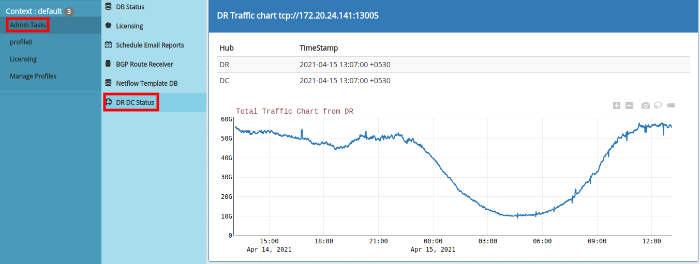 Context : default 3
Admin Tasks
profile0
Licensing
Manage Profiles
DB Status
Licensing
Schedule Email Reports
BGP Route Receiver
Netflow Template DB
DR DC Status
DR Traffic chart tcp://172.20.24.141:13005
Hub TimeStamp
DR 2021-04-15 13:07:00 +0530
DC 2021-04-15 13:07:00 +0530
Total Traffic Chart from DR
60G
50G
40G
30G
20G
10G
0
15:00 18:00 21:00 00:00 03:00 06:00 09:00 12:00
Apr 14, 2021 Apr 15, 2021